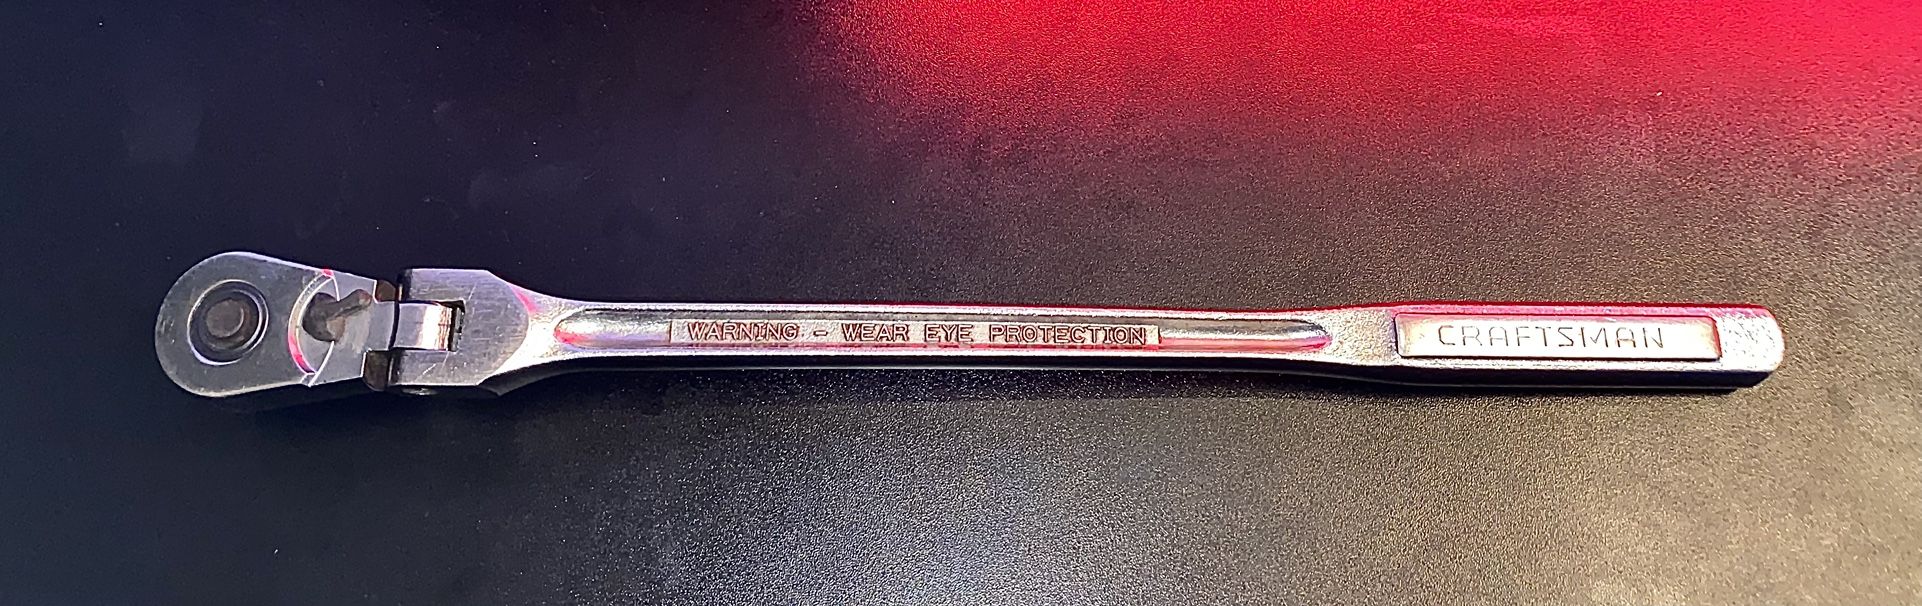 WARNING - WEAR EYE PROTECTION
CRAFTSMAN